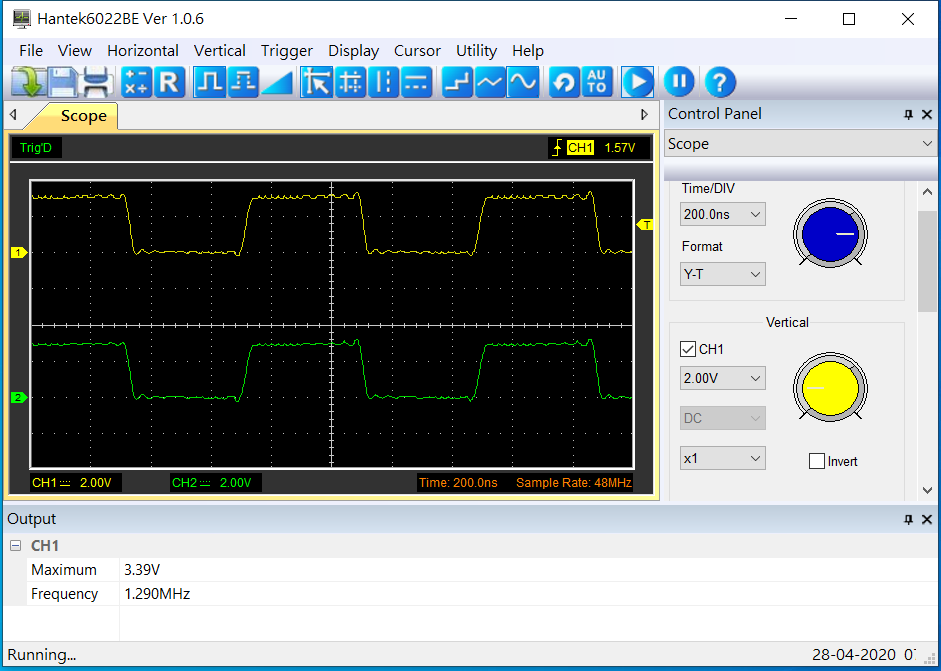 Hantek6022BE Ver 1.0.6
File View Horizontal Vertical Trigger Display Cursor Utility Help
R AU TO ?
Scope
Control Panel
Trig'D
CH1 1.57V
Scope
Time/DIV
200.0ns
Format
Y-T
T
1
Vertical
CH1
2.00V
2
DC
x1
Invert
CH1 2.00V CH2 2.00V Time: 200.0ns Sample Rate: 48MHz
Output
CH1
Maximum 3.39V
Frequency 1.290MHz
Running... 28-04-2020